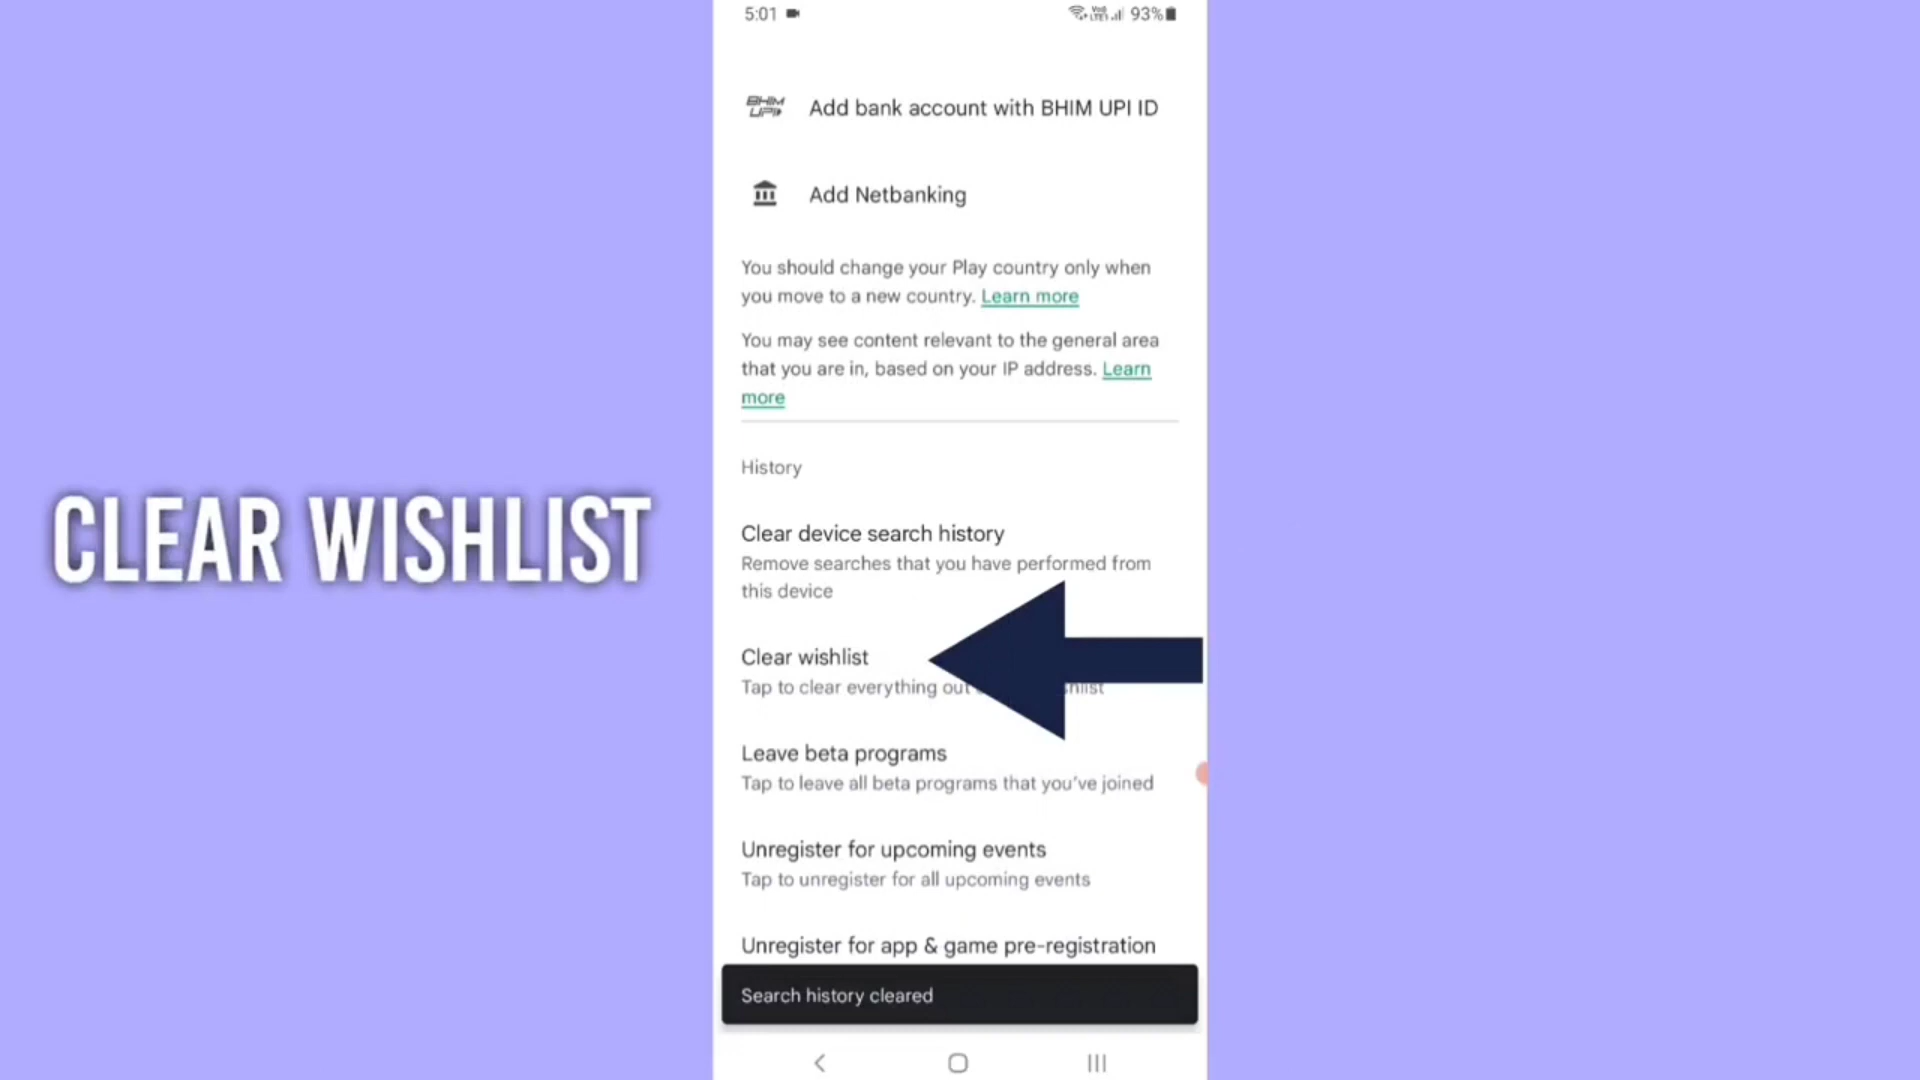 5:01
93%
BHIM
UPI
Add bank account with BHIM UPI ID
Add Netbanking
You should change your Play country only when
you move to a new country. Learn more
You may see content relevant to the general area
that you are in, based on your IP address. Learn
more
History
Clear device search history
Remove searches that you have performed from
this device
CLEAR WISHLIST
Clear wishlist
Tap to clear everything out
Leave beta programs
Tap to leave all beta programs that you've joined
Unregister for upcoming events
Tap to unregister for all upcoming events
Unregister for app & game pre-registration
Search history cleared